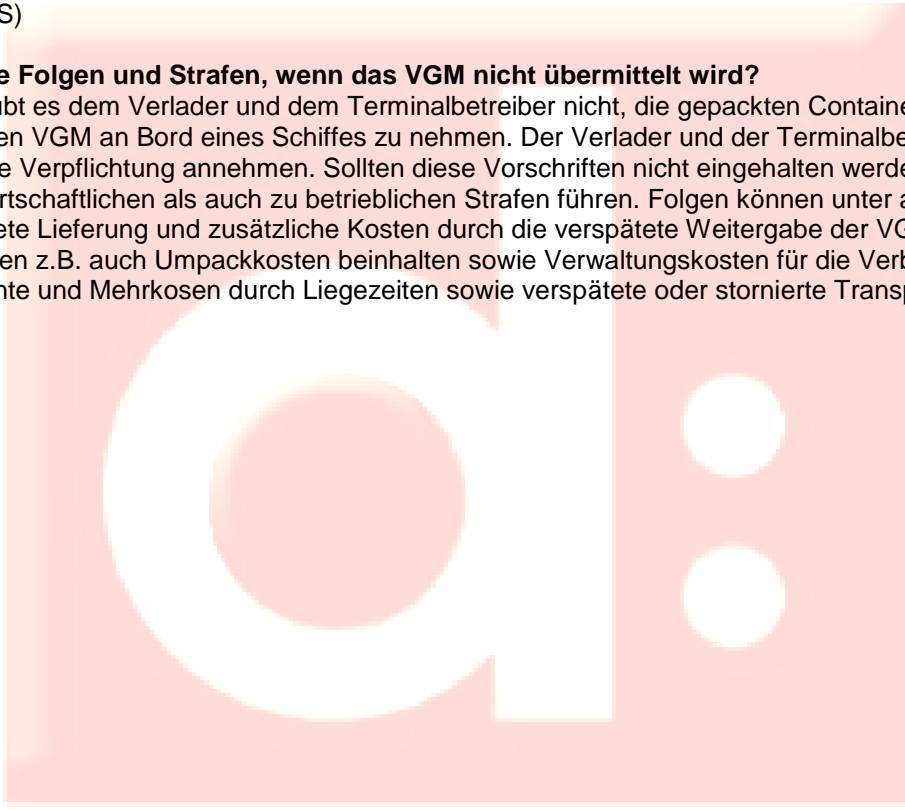 S)
e Folgen und Strafen, wenn das VGM nicht übermittelt wird?
ubt es dem Verlader und dem Terminalbetreiber nicht, die gepackten Containe
en VGM an Bord eines Schiffes zu nehmen. Der Verlader und der Terminalbe
e Verpflichtung annehmen. Sollten diese Vorschriften nicht eingehalten werde
rtschaftlichen als auch zu betrieblichen Strafen führen. Folgen können unter a
ete Lieferung und zusätzliche Kosten durch die verspätete Weitergabe der VG
en z.B. auch Umpackkosten beinhalten sowie Verwaltungskosten für die Verb
nte und Mehrkosen durch Liegezeiten sowie verspätete oder stornierte Transp
d: